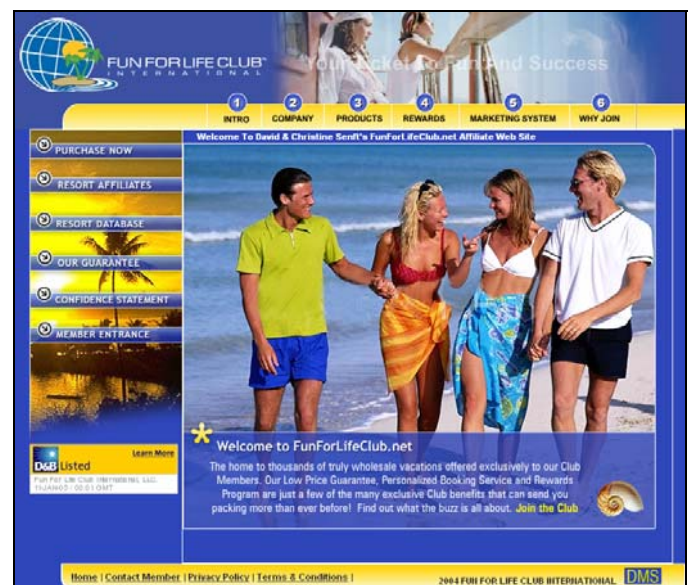 FUN FOR LIFE CLUB
INTERNATIONAL
Your Ticket To Fun And Success
1 2 3 4 5 6
INTRO COMPANY PRODUCTS REWARDS MARKETING SYSTEM WHY JOIN
Welcome To David & Christine Senft's FunForLifeClub.net Affiliate Web Site
PURCHASE NOW
RESORT AFFILIATES
RESORT DATABASE
OUR GUARANTEE
CONFIDENCE STATEMENT
MEMBER ENTRANCE
* Welcome to FunForLifeClub.net
The home to thousands of truly wholesale vacations offered exclusively to our Club
Members. Our Low Price Guarantee, Personalized Booking Service and Rewards
Program are just a few of the many exclusive Club benefits that can send you
packing more than ever before! Find out what the buzz is all about. Join the Club
Learn More
D&B Listed
Fun For Life Club International, LLC.
Home | Contact Member | Privacy Policy | Terms & Conditions |
2004 FUN FOR LIFE CLUB INTERNATIONAL DMS